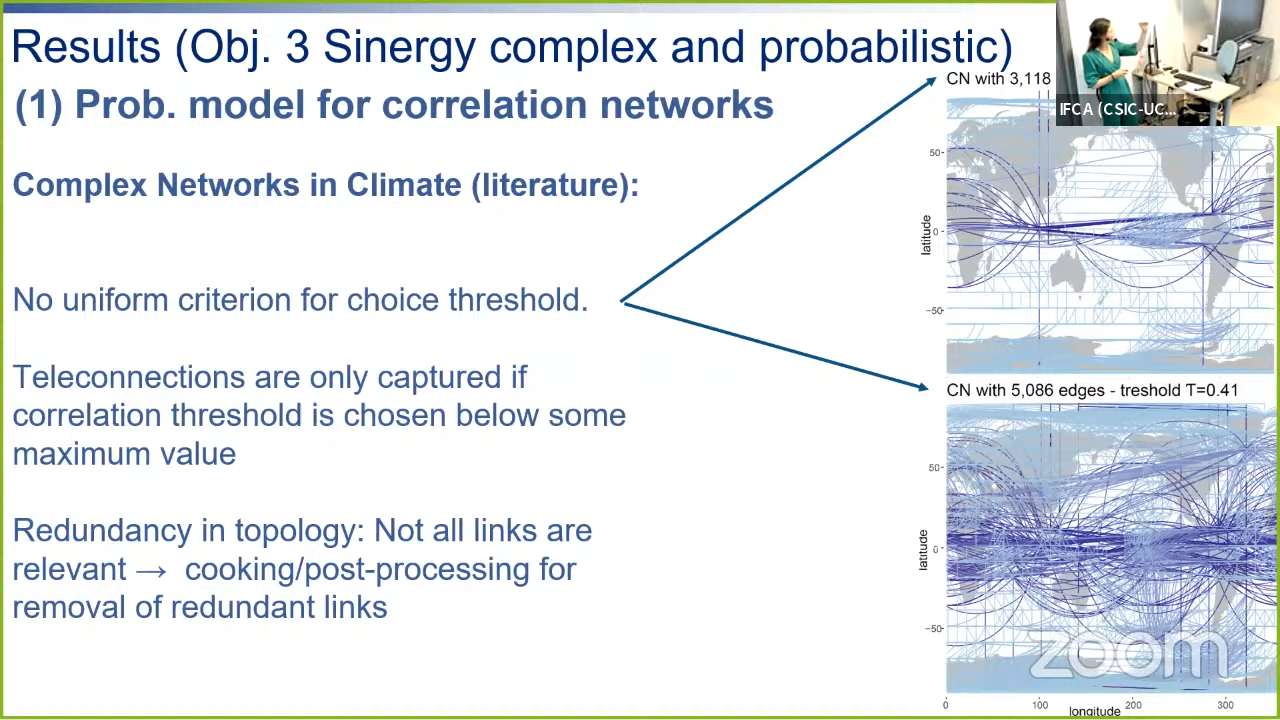 Results (Obj. 3 Sinergy complex and probabilistic)
(1) Prob. model for correlation networks
Complex Networks in Climate (literature):
No uniform criterion for choice threshold.
Teleconnections are only captured if
correlation threshold is chosen below some
maximum value
Redundancy in topology: Not all links are
relevant → cooking/post-processing for
removal of redundant links
CN with 3,118
IFCA (CSIC-UC...
50
0
−50
latitude
CN with 5,086 edges - treshold T=0.41
50
0
−50
latitude
0 100 200 300
longitude
zoom